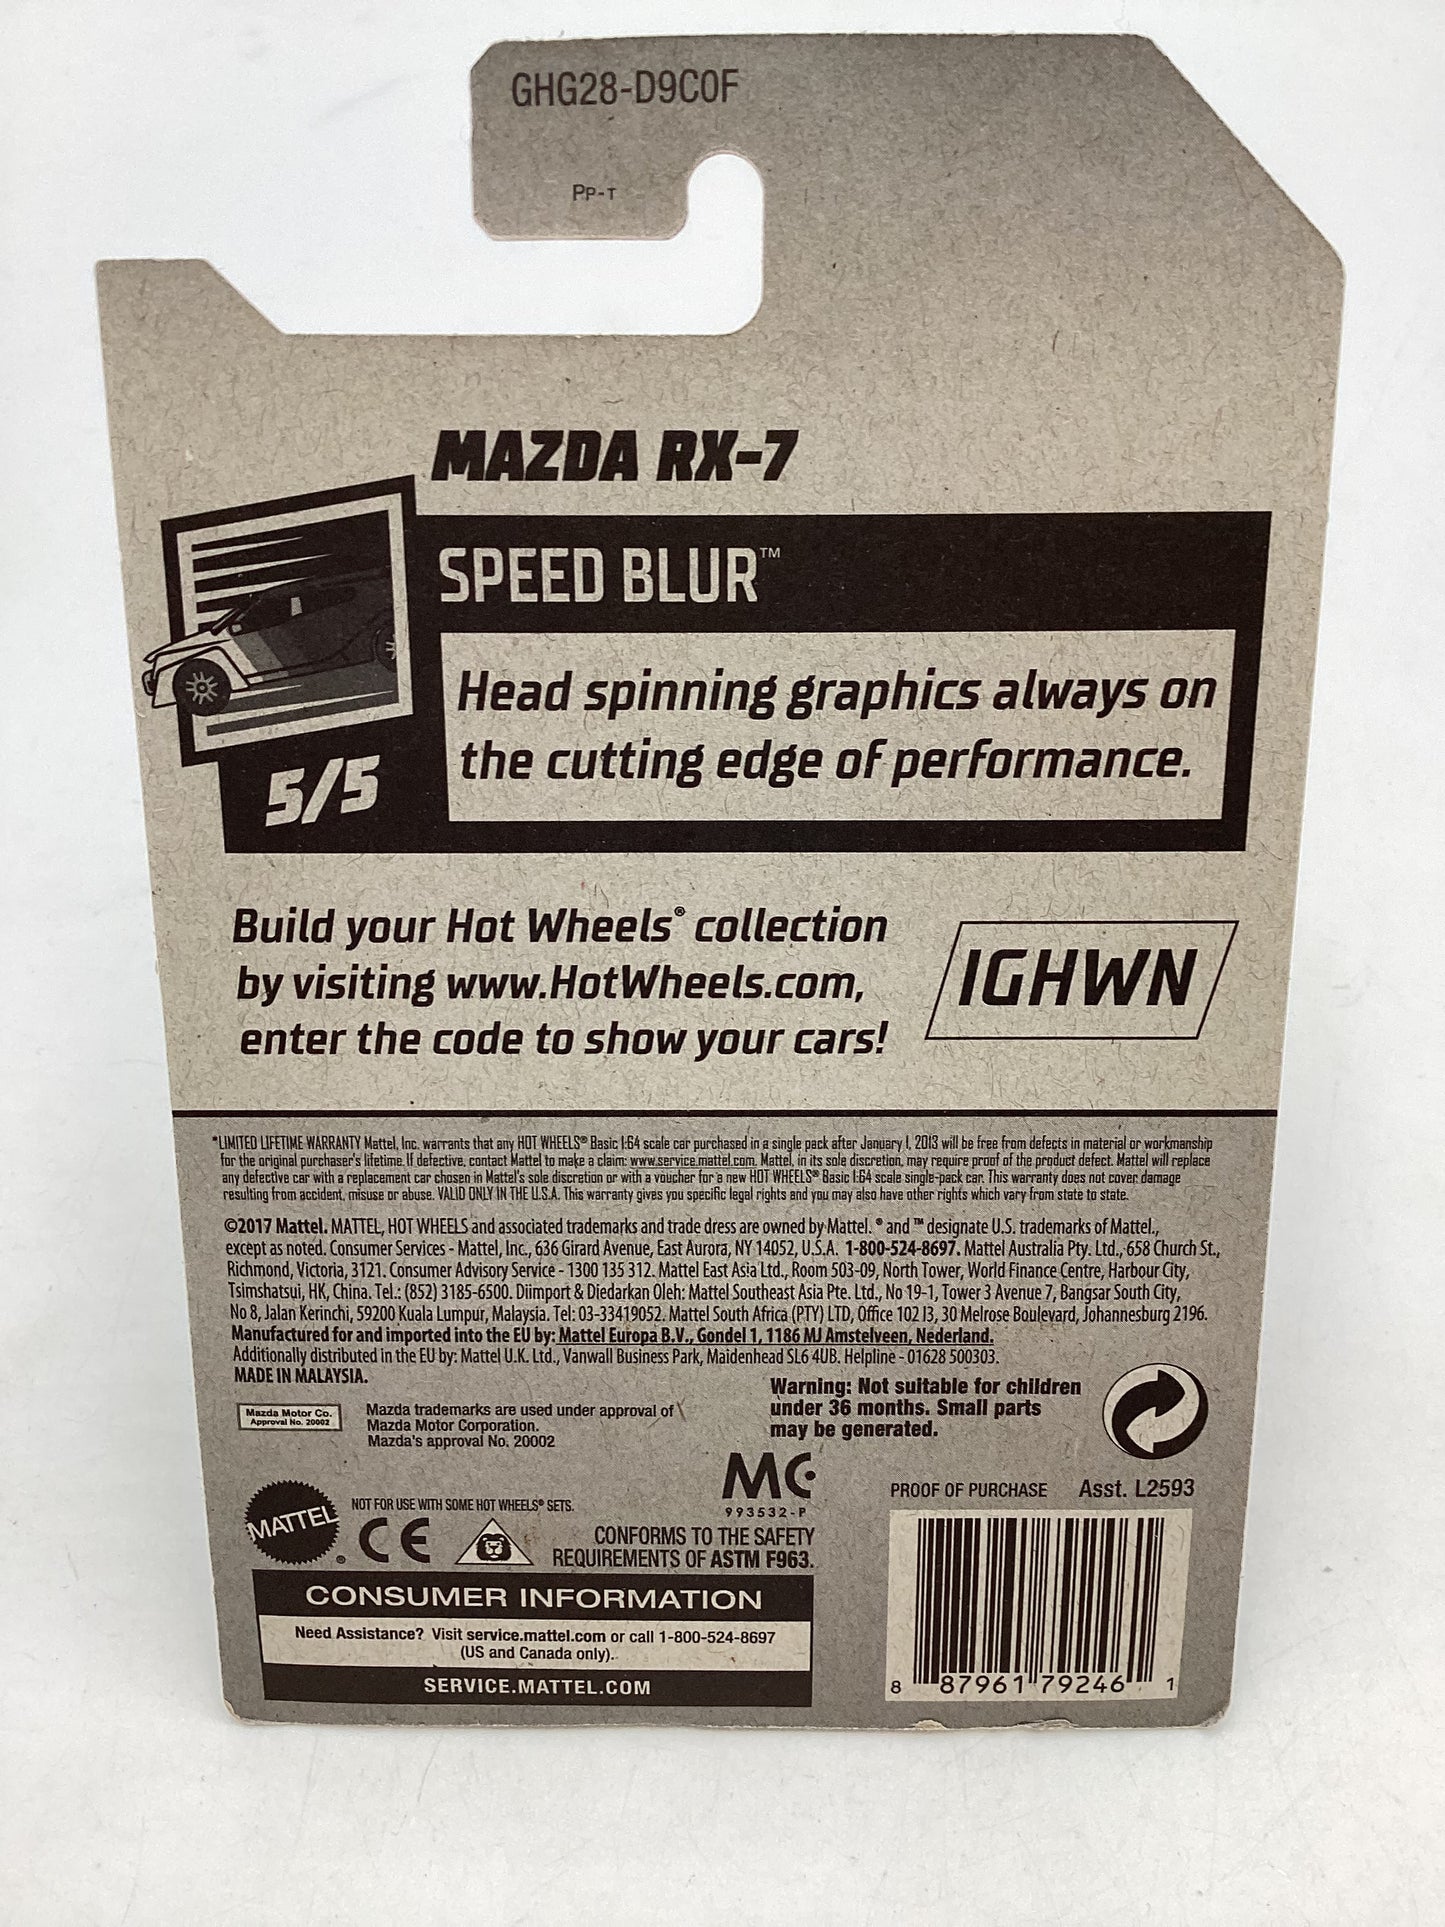 GHG28-D9C0F
PP-T
MAZDA RX-7
SPEED BLUR™
Head spinning graphics always on
the cutting edge of performance.
5/5
Build your Hot Wheels® collection
by visiting www.HotWheels.com,
enter the code to show your cars!
IGHWN
*LIMITED LIFETIME WARRANTY Mattel, Inc. warrants that any HOT WHEELS® Basic 1:64 scale car purchased in a single pack after January 1, 2013 will be free from defects in material or workmanship
for the original purchaser's lifetime. If defective, contact Mattel to make a claim: www.service.mattel.com. Mattel, in its sole discretion, may require proof of the product defect. Mattel will replace
any defective car with a replacement car chosen in Mattel's sole discretion or with a voucher for a new HOT WHEELS® Basic 1:64 scale single-pack car. This warranty does not cover damage
resulting from accident, misuse or abuse. VALID ONLY IN THE U.S.A. This warranty gives you specific legal rights and you may also have other rights which vary from state to state.
©2017 Mattel. MATTEL, HOT WHEELS and associated trademarks and trade dress are owned by Mattel. ® and ™ designate U.S. trademarks of Mattel.,
except as noted. Consumer Services - Mattel, Inc., 636 Girard Avenue, East Aurora, NY 14052, U.S.A. 1-800-524-8697. Mattel Australia Pty. Ltd., 658 Church St.,
Richmond, Victoria, 3121. Consumer Advisory Service - 1300 135 312. Mattel East Asia Ltd., Room 503-09, North Tower, World Finance Centre, Harbour City,
Tsimshatsui, HK, China. Tel.: (852) 3185-6500. Diimport & Diedarkan Oleh: Mattel Southeast Asia Pte. Ltd., No 19-1, Tower 3 Avenue 7, Bangsar South City,
No 8, Jalan Kerinchi, 59200 Kuala Lumpur, Malaysia. Tel: 03-33419052. Mattel South Africa (PTY) LTD, Office 102 I3, 30 Melrose Boulevard, Johannesburg 2196.
Manufactured for and imported into the EU by: Mattel Europa B.V., Gondel 1, 1186 MJ Amstelveen, Nederland.
Additionally distributed in the EU by: Mattel U.K. Ltd., Vanwall Business Park, Maidenhead SL6 4UB. Helpline - 01628 500303.
MADE IN MALAYSIA.
Mazda Motor Co.
Approval No. 20002
Mazda trademarks are used under approval of
Mazda Motor Corporation.
Mazda's approval No. 20002
Warning: Not suitable for children
under 36 months. Small parts
may be generated.
MC
993532-P
PROOF OF PURCHASE Asst. L2593
MATTEL®
NOT FOR USE WITH SOME HOT WHEELS® SETS.
CE
CONFORMS TO THE SAFETY
REQUIREMENTS OF ASTM F963.
CONSUMER INFORMATION
Need Assistance? Visit service.mattel.com or call 1-800-524-8697
(US and Canada only).
SERVICE.MATTEL.COM
8 87961 79246 1